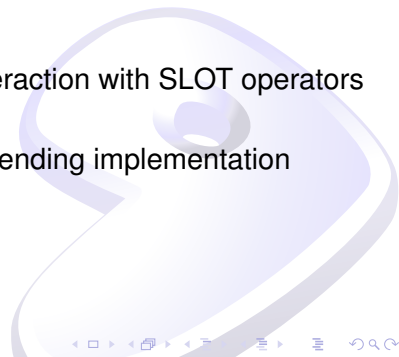 eraction with SLOT operators
ending implementation